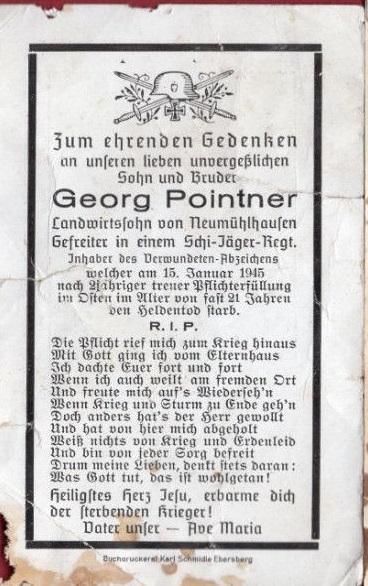 Zum ehrenden Gedenken
an unseren lieben unvergeßlichen
Sohn und Bruder
Georg Pointner
Landwirtssohn von Neumühlhausen
Gefreiter in einem Schi-Jäger-Regt.
Inhaber des Verwundeten-Abzeichens
welcher am 15. Januar 1945
nach 2jähriger treuer Pflichterfüllung
im Osten im Alter von fast 21 Jahren
den Heldentod starb.
R. I. P.
Die Pflicht rief mich zum Krieg hinaus
Mit Gott ging ich vom Elternhaus
Ich dachte Euer fort und fort
Wenn ich auch weilt am fremden Ort
Und freute mich auf's Wiederseh'n
Wenn Krieg und Sturm zu Ende geh'n
Doch anders hat's der Herr gewollt
Und hat von hier mich abgeholt
Weiß nichts von Krieg und Erdenleid
Und bin von jeder Sorg befreit
Drum meine Lieben, denkt stets daran:
Was Gott tut, das ist wohlgetan!
Heiligstes Herz Jesu, erbarme dich
der sterbenden Krieger!
Vater unser — Ave Maria
Buchdruckerei Karl Schmidle Ebersberg